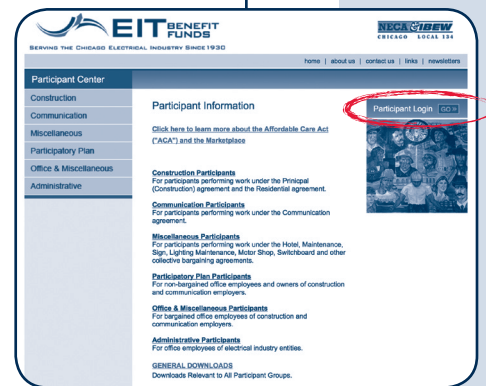 EIT BENEFIT FUNDS
SERVING THE CHICAGO ELECTRICAL INDUSTRY SINCE 1930
NECA IBEW
CHICAGO LOCAL 134
home | about us | contact us | links | newsletters
Participant Center
Construction
Communication
Miscellaneous
Participatory Plan
Office & Miscellaneous
Administrative
Participant Information
Click here to learn more about the Affordable Care Act
("ACA") and the Marketplace
Construction Participants
For participants performing work under the Prinicpal
(Construction) agreement and the Residential agreement.
Communication Participants
For participants performing work under the Communication
agreement.
Miscellaneous Participants
For participants performing work under the Hotel, Maintenance,
Sign, Lighting Maintenance, Motor Shop, Switchboard and other
collective bargaining agreements.
Participatory Plan Participants
For non-bargained office employees and owners of construction
and communication employers.
Office & Miscellaneous Participants
For bargained office employees of construction and
communication employers.
Administrative Participants
For office employees of electrical industry entities.
GENERAL DOWNLOADS
Downloads Relevant to All Participant Groups.
Participant Login GO »